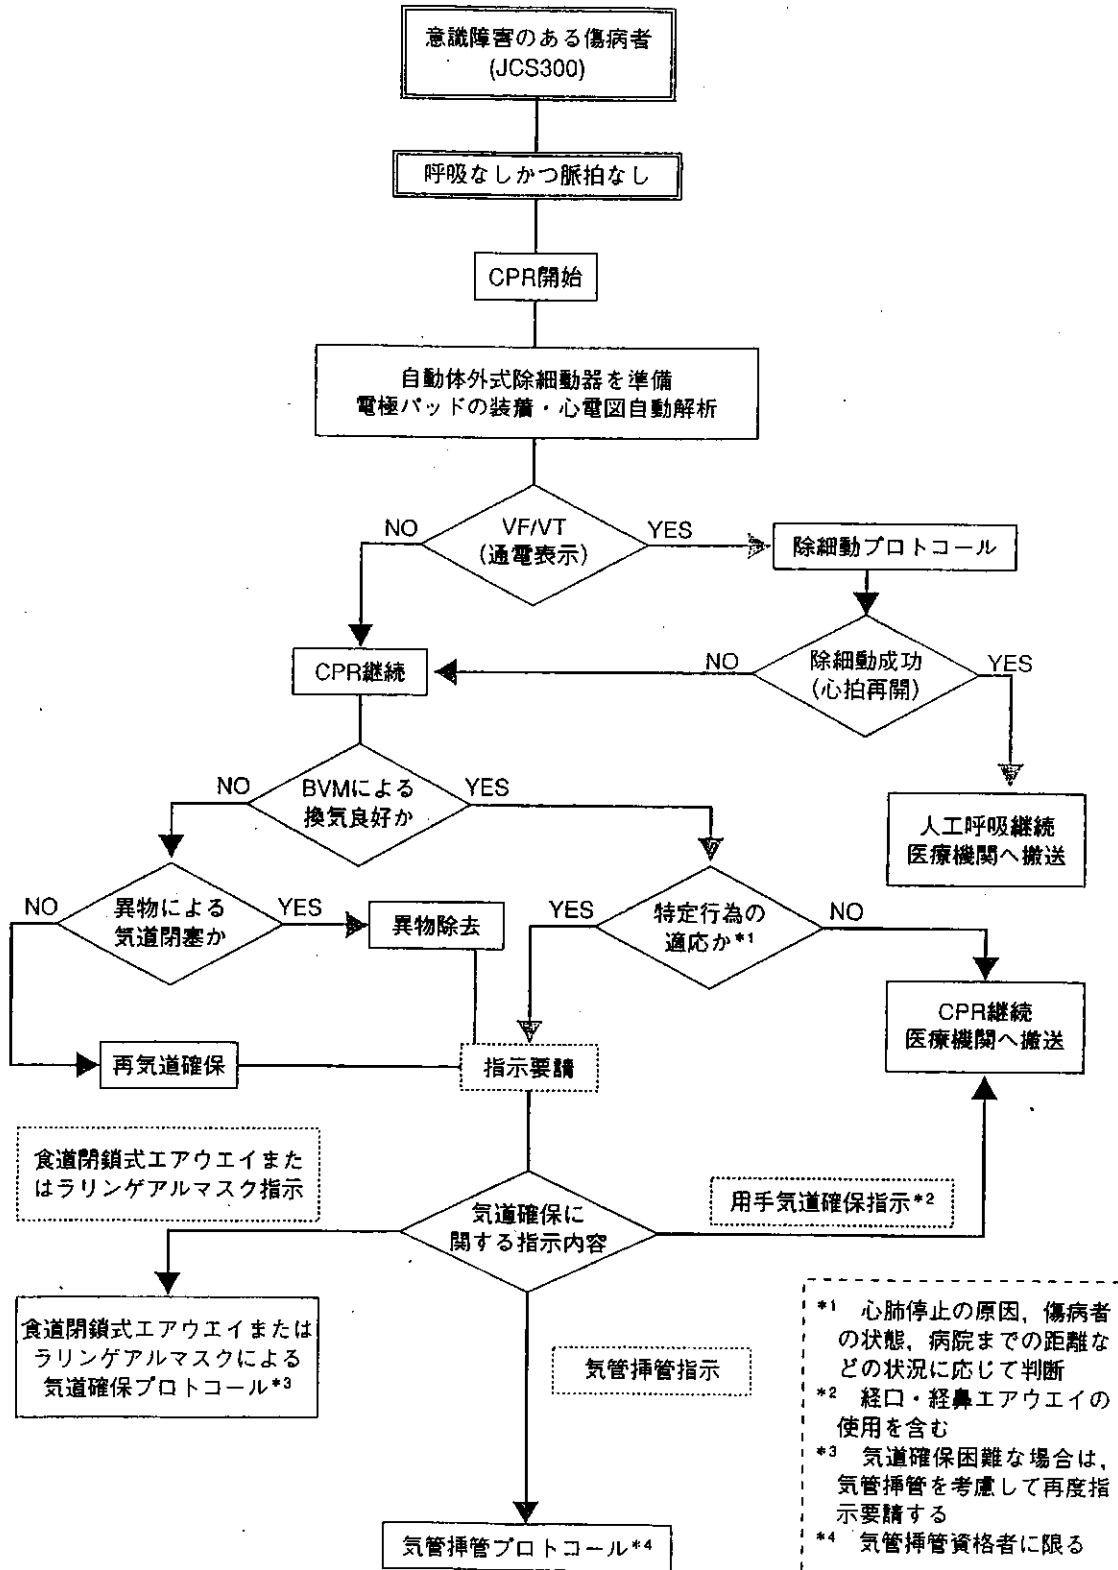 意識障害のある傷病者
(JCS300)
呼吸なしかつ脈拍なし
CPR開始
自動体外式除細動器を準備
電極パッドの装着・心電図自動解析
NO
VF/VT
(通電表示)
YES
除細動プロトコール
CPR継続
NO
除細動成功
(心拍再開)
YES
NO
BVMによる
換気良好か
YES
人工呼吸継続
医療機関へ搬送
NO
異物による
気道閉塞か
YES
異物除去
YES
特定行為の
適応か*1
NO
CPR継続
医療機関へ搬送
再気道確保
指示要請
食道閉鎖式エアウエイまた
はラリンゲアルマスク指示
気道確保に
関する指示内容
用手気道確保指示*2
食道閉鎖式エアウエイまたは
ラリンゲアルマスクによる
気道確保プロトコール*3
気管挿管指示
気管挿管プロトコール*4
*1 心肺停止の原因，傷病者
の状態，病院までの距離な
どの状況に応じて判断
*2 経口・経鼻エアウエイの
使用を含む
*3 気道確保困難な場合は，
気管挿管を考慮して再度指
示要請する
*4 気管挿管資格者に限る